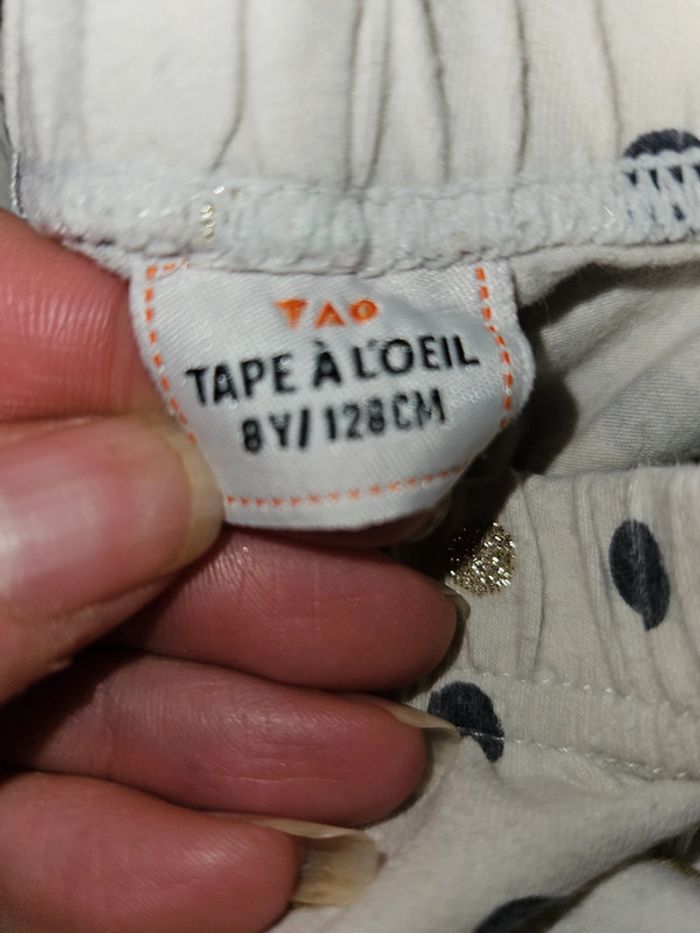 TAO
TAPE À L'OEIL
8Y/128CM